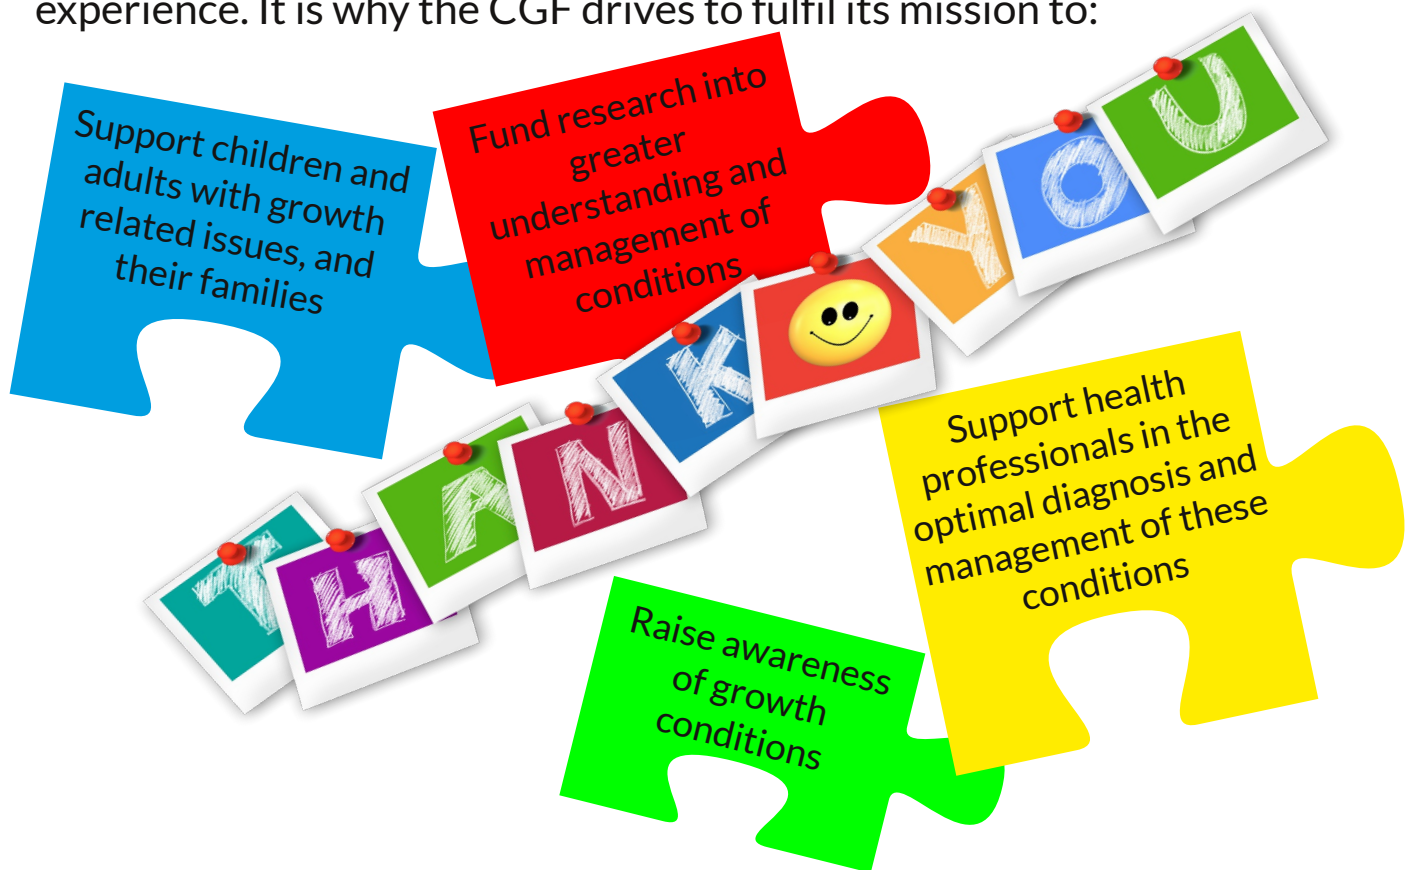 experience. It is why the CGF drives to fulfil its mission to:
Support children and
adults with growth
related issues, and
their families
Fund research into
greater
understanding and
management of
conditions
THANK YOU
Support health
professionals in the
optimal diagnosis and
management of these
conditions
Raise awareness
of growth
conditions